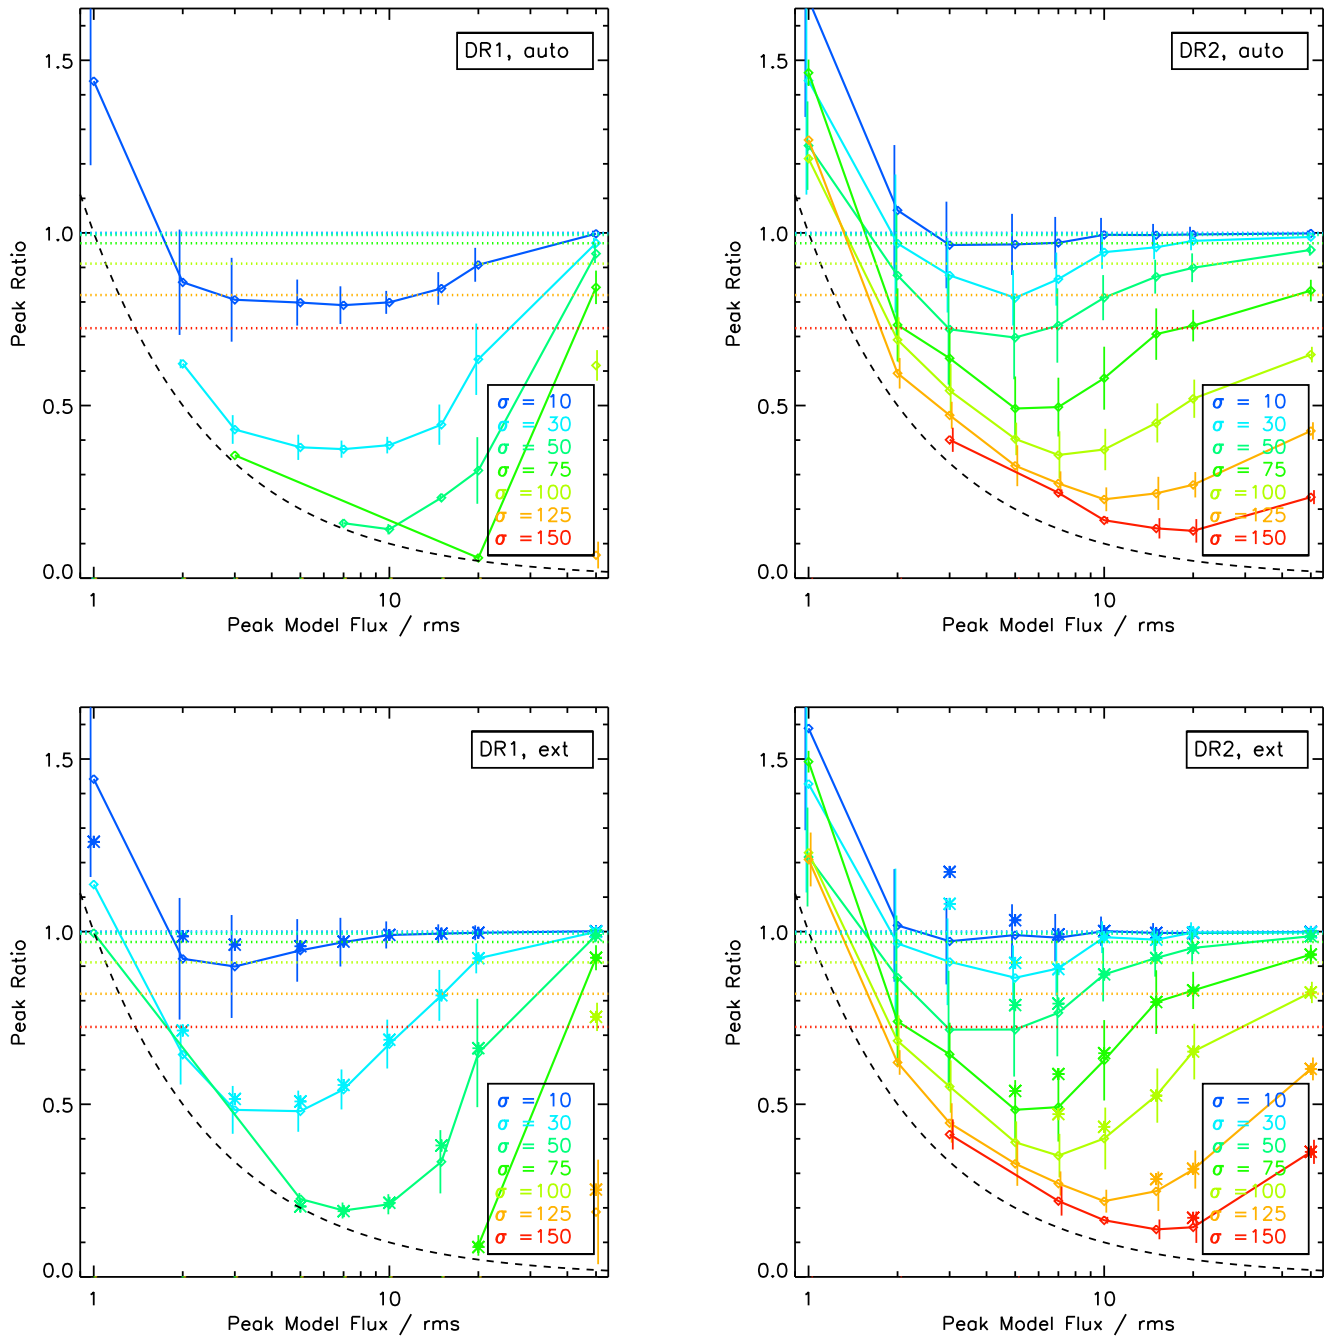 DR1, auto
1.5
1.0
0.5
0.0
Peak Ratio
σ = 10
σ = 30
σ = 50
σ = 75
σ =100
σ =125
σ =150
1 10
Peak Model Flux / rms
DR2, auto
1.5
1.0
0.5
0.0
Peak Ratio
σ = 10
σ = 30
σ = 50
σ = 75
σ =100
σ =125
σ =150
1 10
Peak Model Flux / rms
DR1, ext
1.5
1.0
0.5
0.0
Peak Ratio
σ = 10
σ = 30
σ = 50
σ = 75
σ =100
σ =125
σ =150
1 10
Peak Model Flux / rms
DR2, ext
1.5
1.0
0.5
0.0
Peak Ratio
σ = 10
σ = 30
σ = 50
σ = 75
σ =100
σ =125
σ =150
1 10
Peak Model Flux / rms